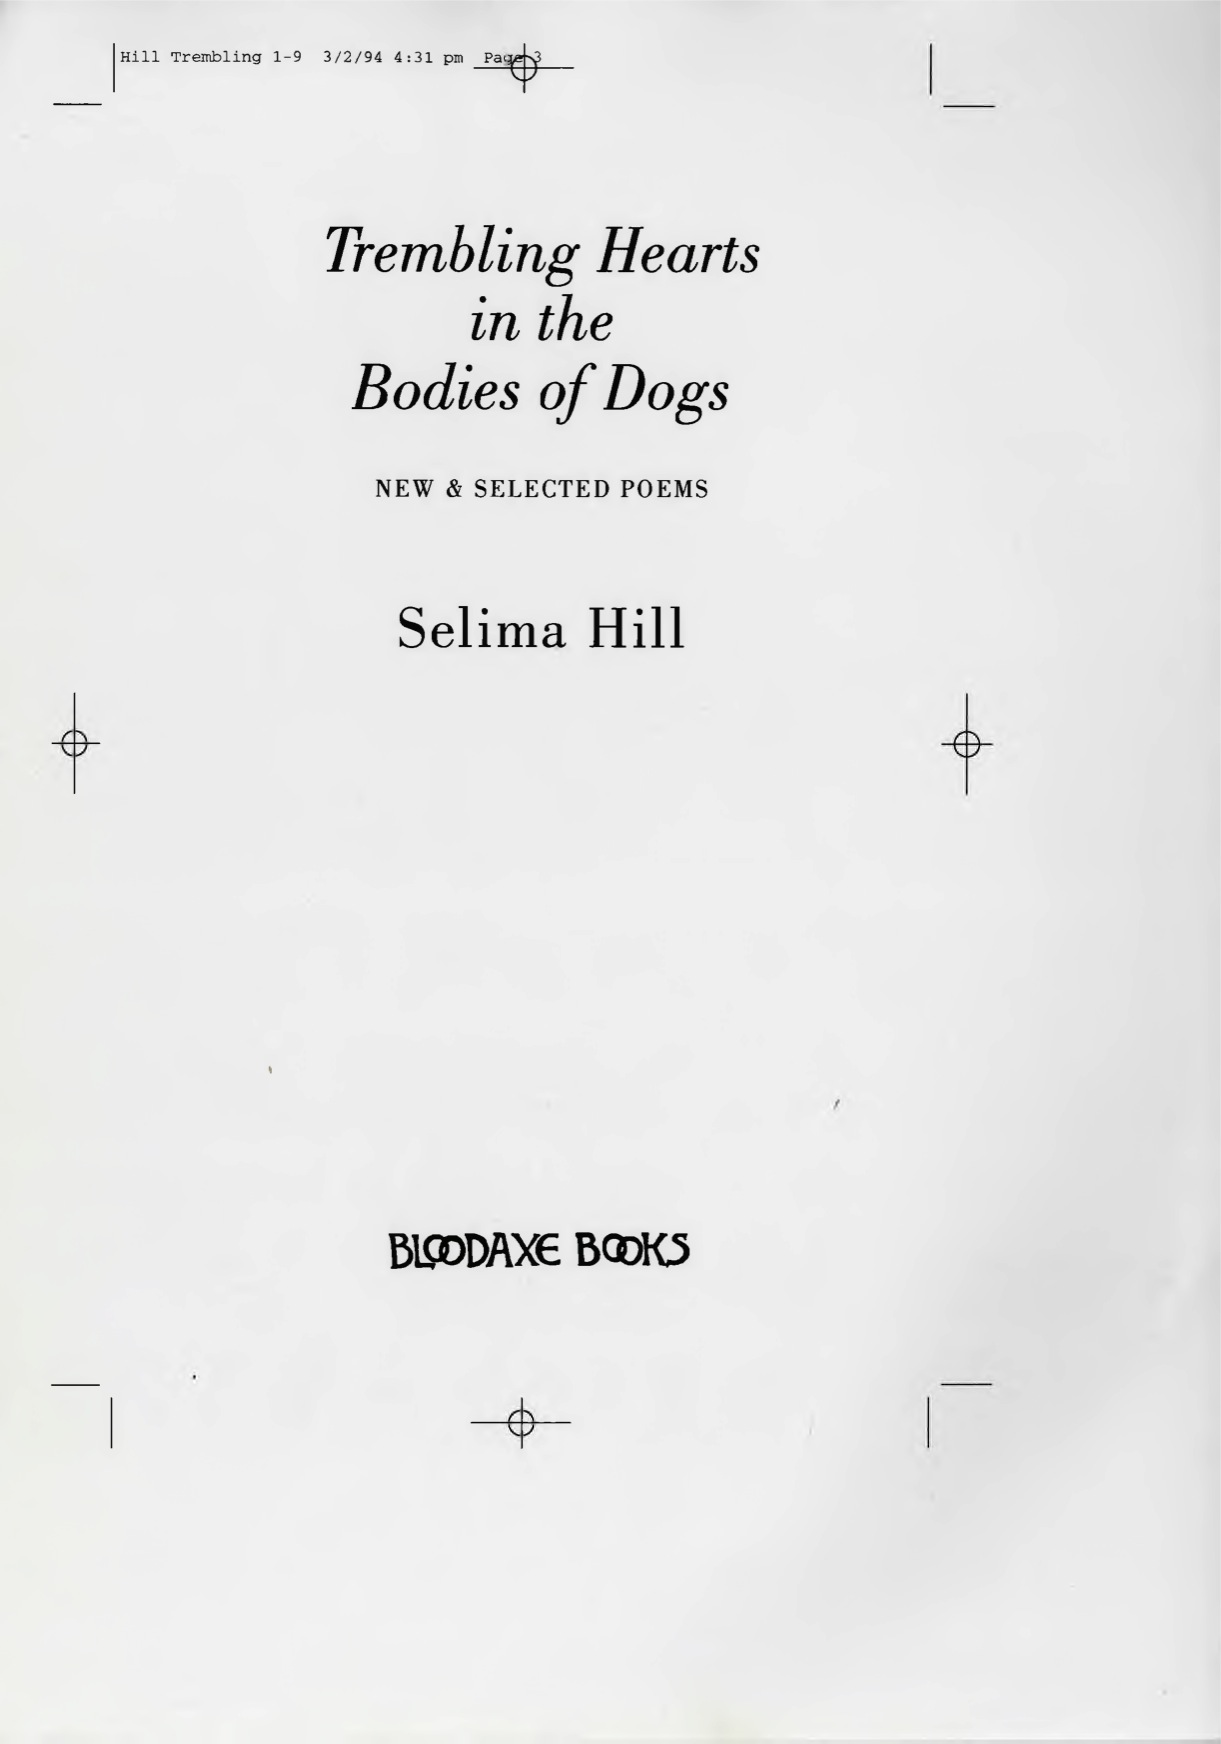 Hill Trembling 1-9 3/2/94 4:31 pm Page 3
Trembling Hearts
in the
Bodies of Dogs
NEW & SELECTED POEMS
Selima Hill
BLOODAXE BOOKS